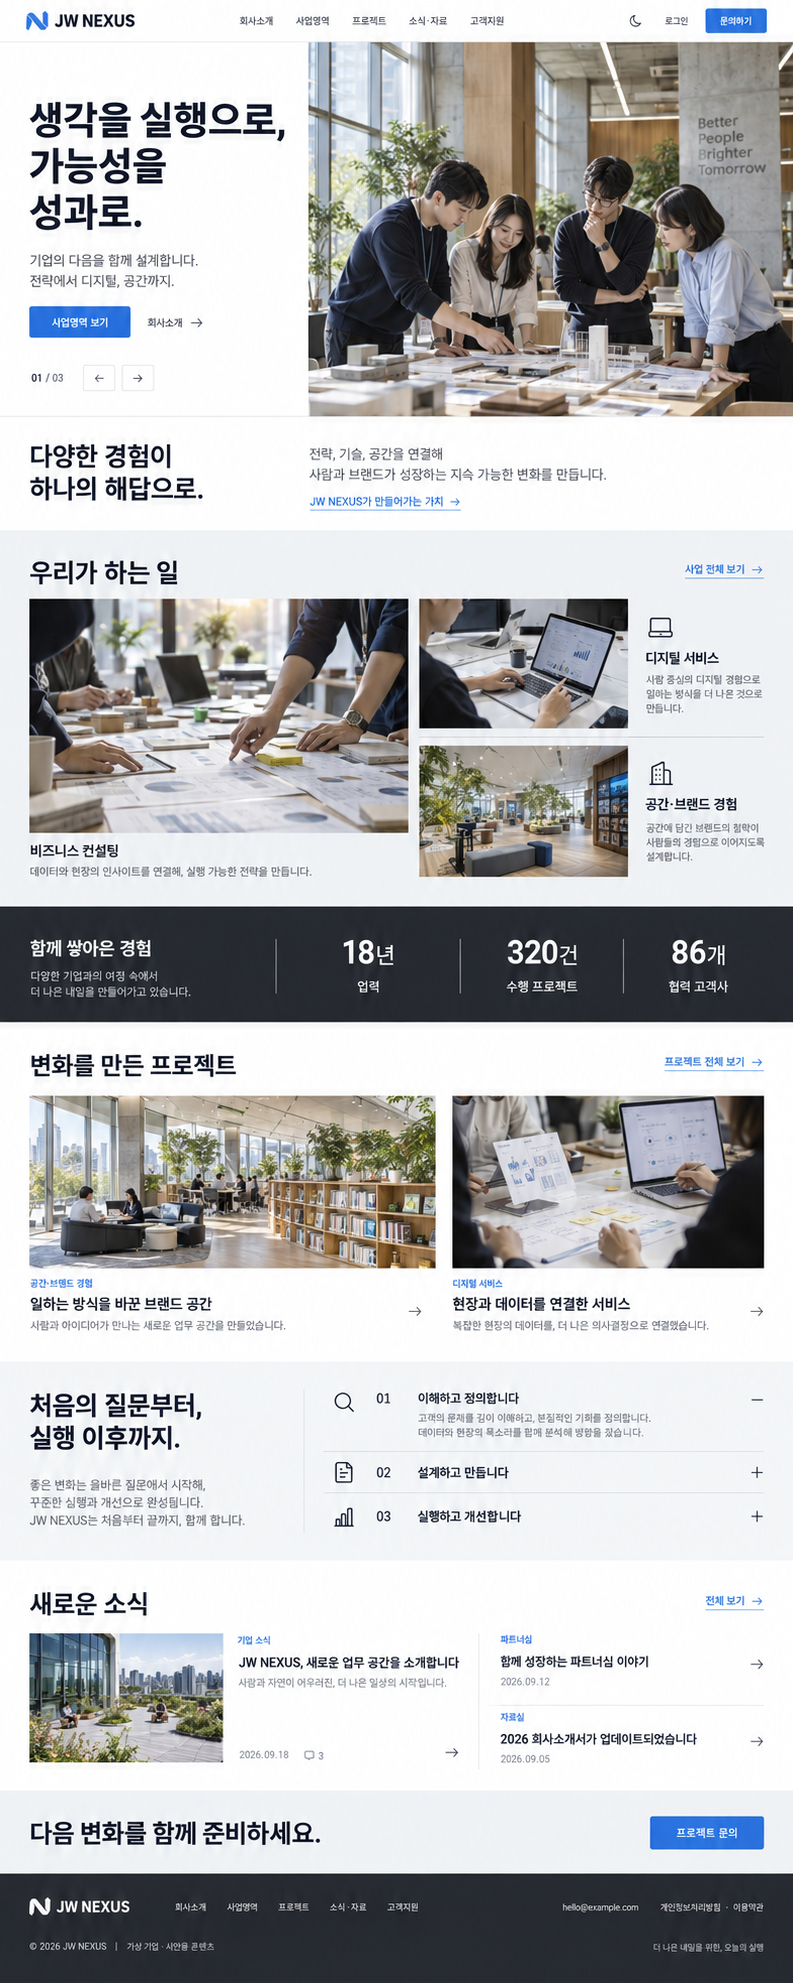 JW NEXUS
회사소개
사업영역
프로젝트
소식·자료
고객지원
로그인
문의하기
생각을 실행으로,
가능성을
성과로.
기업의 다음을 함께 설계합니다.
전략에서 디지털, 공간까지.
사업영역 보기
회사소개 →
01 / 03
← →
Better
People
Brighter
Tomorrow
다양한 경험이
하나의 해답으로.
전략, 기술, 공간을 연결해
사람과 브랜드가 성장하는 지속 가능한 변화를 만듭니다.
JW NEXUS가 만들어가는 가치 →
우리가 하는 일
사업 전체 보기 →
비즈니스 컨설팅
데이터와 현장의 인사이트를 연결해, 실행 가능한 전략을 만듭니다.
디지털 서비스
사람 중심의 디지털 경험으로
일하는 방식을 더 나은 것으로
만듭니다.
공간·브랜드 경험
공간에 담긴 브랜드의
경험으로 이어지도록
설계합니다.
함께 쌓아온 경험
다양한 기업과의 여정 속에서
더 나은 내일을 만들어가고 있습니다.
18년
업력
320건
수행 프로젝트
86개
협력 고객사
변화를 만든 프로젝트
프로젝트 전체 보기 →
공간·브랜드 경험
일하는 방식을 바꾼 브랜드 공간
사람과 아이디어가 만나는 새로운 업무 공간을 만들었습니다.
→
디지털 서비스
현장과 데이터를 연결한 서비스
복잡한 현장의 데이터를, 더 나은 의사결정으로 연결했습니다.
→
처음의 질문부터,
실행 이후까지.
좋은 변화는 올바른 질문에서 시작해,
꾸준한 실행과 개선으로 완성됩니다.
JW NEXUS는 처음부터 끝까지, 함께 합니다.
01 이해하고 정의합니다
고객의 문제를 깊이 이해하고, 본질적인 기회를 정의합니다.
데이터와 현장의 목소리를 함께 분석해 방향을 찾습니다.
02 설계하고 만듭니다
03 실행하고 개선합니다
새로운 소식
전체 보기 →
기업 소식
JW NEXUS, 새로운 업무 공간을 소개합니다
사람과 자연이 어우러진, 더 나은 일상의 시작입니다.
2026.09.18 3 →
파트너십
함께 성장하는 파트너십 이야기
2026.09.12
→
자료실
2026 회사소개서가 업데이트되었습니다
2026.09.05
→
다음 변화를 함께 준비하세요.
프로젝트 문의
JW NEXUS
회사소개
사업영역
프로젝트
소식·자료
고객지원
hello@example.com
개인정보처리방침 · 이용약관
© 2026 JW NEXUS | 가상 기업 · 시안용 콘텐츠
더 나은 내일을 위한, 오늘의 실행